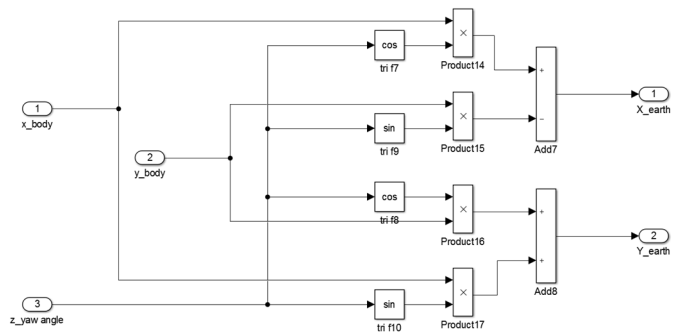 cos
×
tri f7
Product14
+
1
1
x_body
X_earth
sin
×
−
tri f9
Product15
Add7
2
y_body
cos
×
tri f8
Product16
+
2
Y_earth
+
Add8
3
z_yaw angle
sin
×
tri f10
Product17